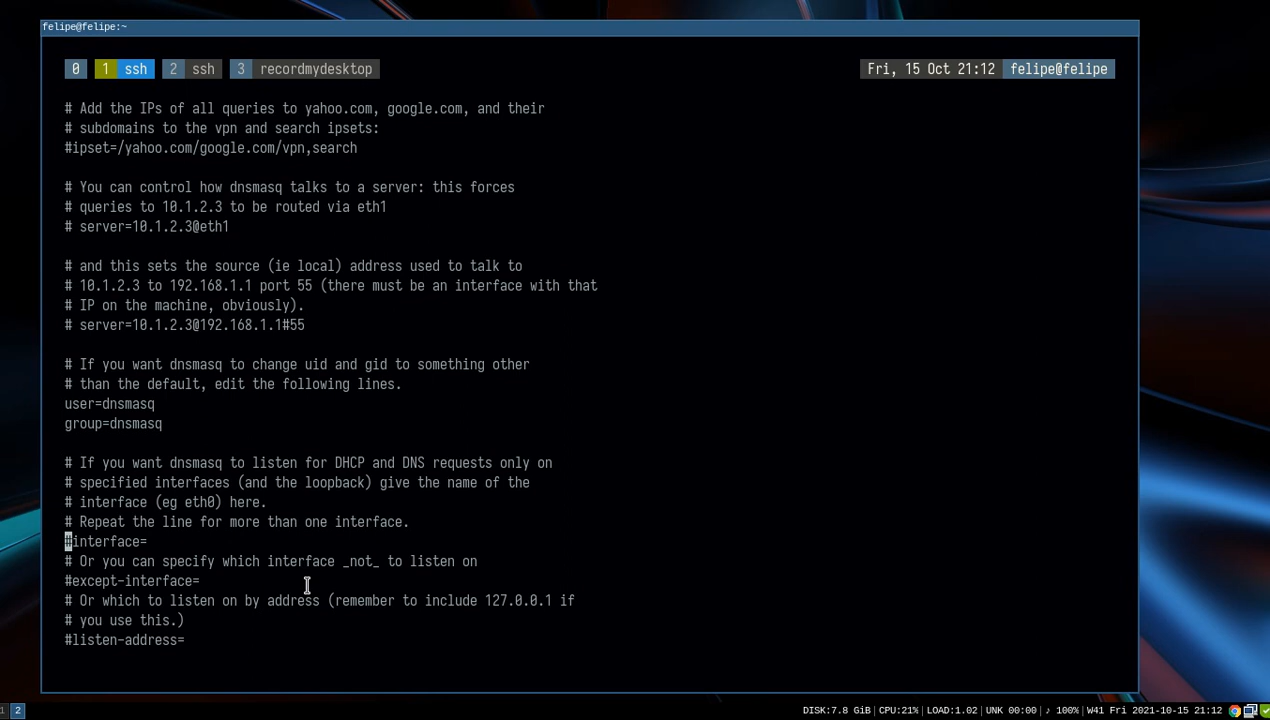 felipe@felipe:~
0 1 ssh 2 ssh 3 recordmydesktop Fri, 15 Oct 21:12 felipe@felipe
# Add the IPs of all queries to yahoo.com, google.com, and their
# subdomains to the vpn and search ipsets:
#ipset=/yahoo.com/google.com/vpn,search
# You can control how dnsmasq talks to a server: this forces
# queries to 10.1.2.3 to be routed via eth1
# server=10.1.2.3@eth1
# and this sets the source (ie local) address used to talk to
# 10.1.2.3 to 192.168.1.1 port 55 (there must be an interface with that
# IP on the machine, obviously).
# server=10.1.2.3@192.168.1.1#55
# If you want dnsmasq to change uid and gid to something other
# than the default, edit the following lines.
user=dnsmasq
group=dnsmasq
# If you want dnsmasq to listen for DHCP and DNS requests only on
# specified interfaces (and the loopback) give the name of the
# interface (eg eth0) here.
# Repeat the line for more than one interface.
#interface=
# Or you can specify which interface _not_ to listen on
#except-interface=
# Or which to listen on by address (remember to include 127.0.0.1 if
# you use this.)
#listen-address=
1 2 DISK:7.8 GiB|CPU:21%|LOAD:1.02|UNK 00:00|♪ 100%|W41 Fri 2021-10-15 21:12